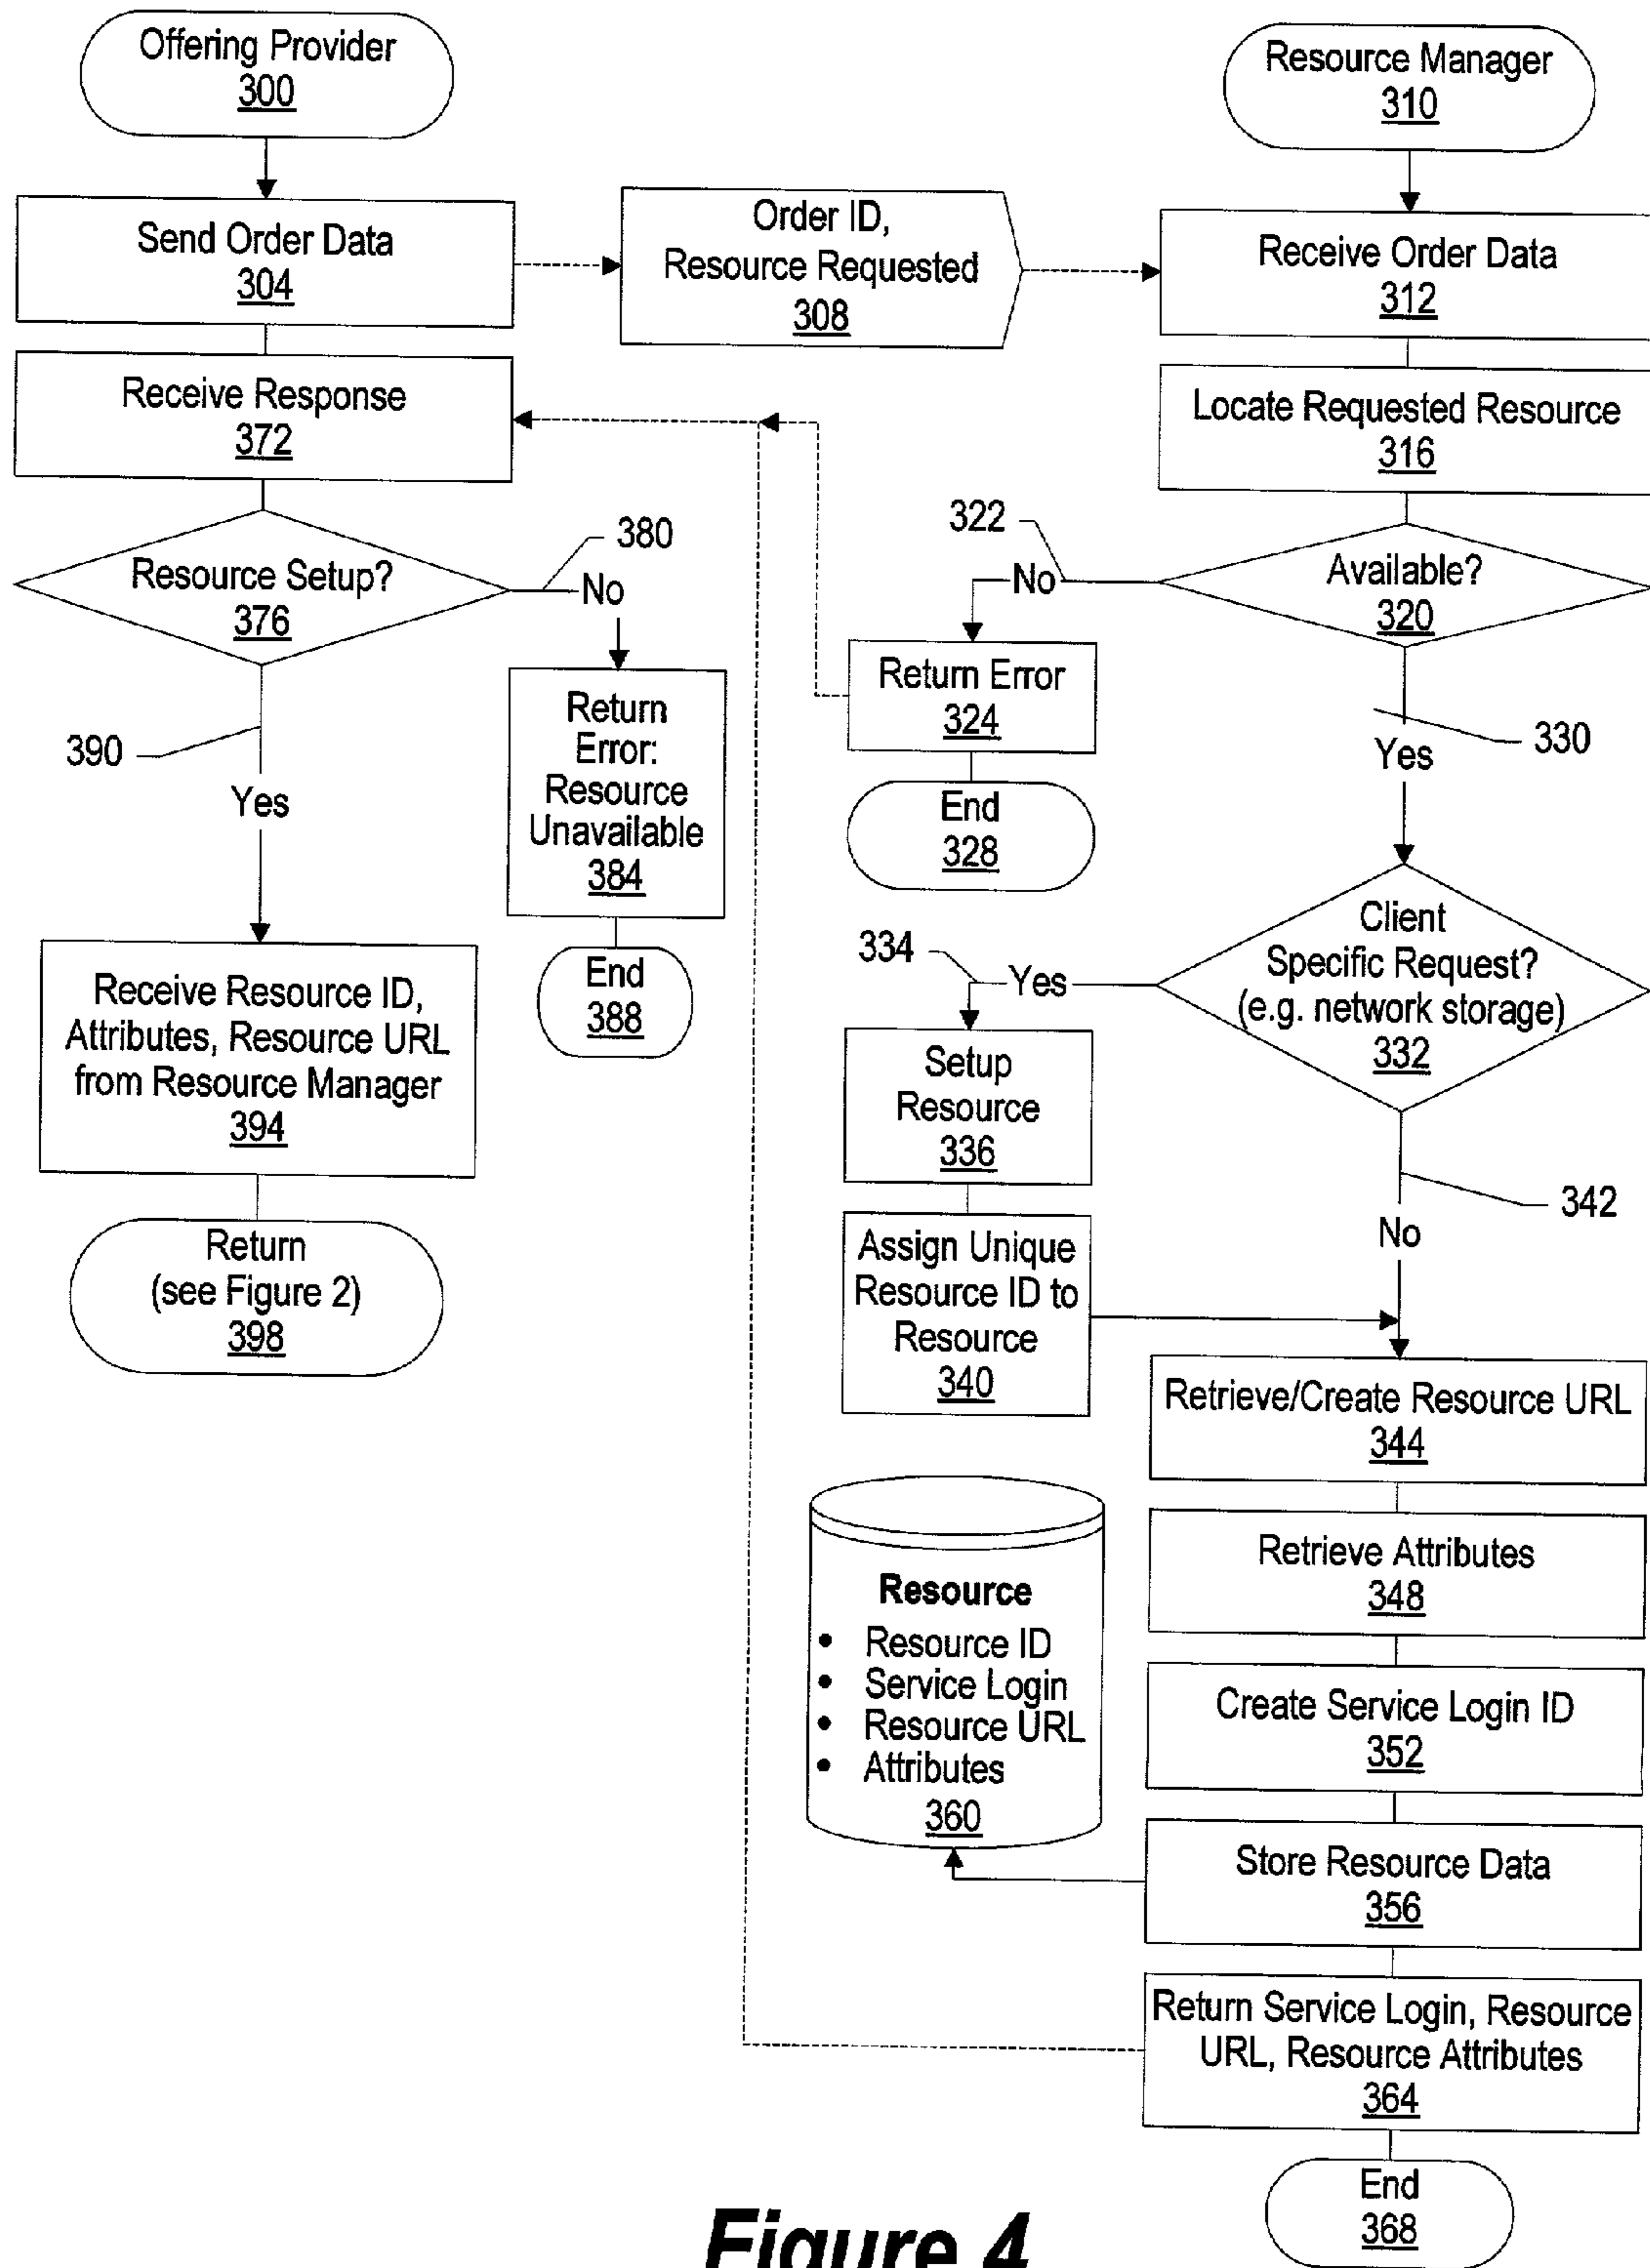 Offering Provider
300
Send Order Data
304
Order ID,
Resource Requested
308
Resource Manager
310
Receive Order Data
312
Receive Response
372
Locate Requested Resource
316
Resource Setup?
376
380
No
Return
Error:
Resource
Unavailable
384
End
388
390
Yes
Receive Resource ID,
Attributes, Resource URL
from Resource Manager
394
Return
(see Figure 2)
398
Available?
320
322
No
Return Error
324
End
328
330
Yes
Client
Specific Request?
(e.g. network storage)
332
334
Yes
Setup
Resource
336
Assign Unique
Resource ID to
Resource
340
342
No
Retrieve/Create Resource URL
344
Retrieve Attributes
348
Create Service Login ID
352
Store Resource Data
356
Resource
• Resource ID
• Service Login
• Resource URL
• Attributes
360
Return Service Login, Resource
URL, Resource Attributes
364
End
368
Figure 4